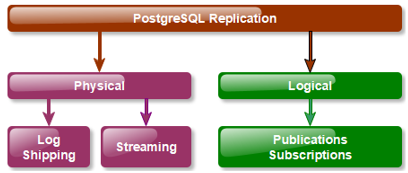 PostgreSQL Replication
Physical
Logical
Log
Shipping
Streaming
Publications
Subscriptions